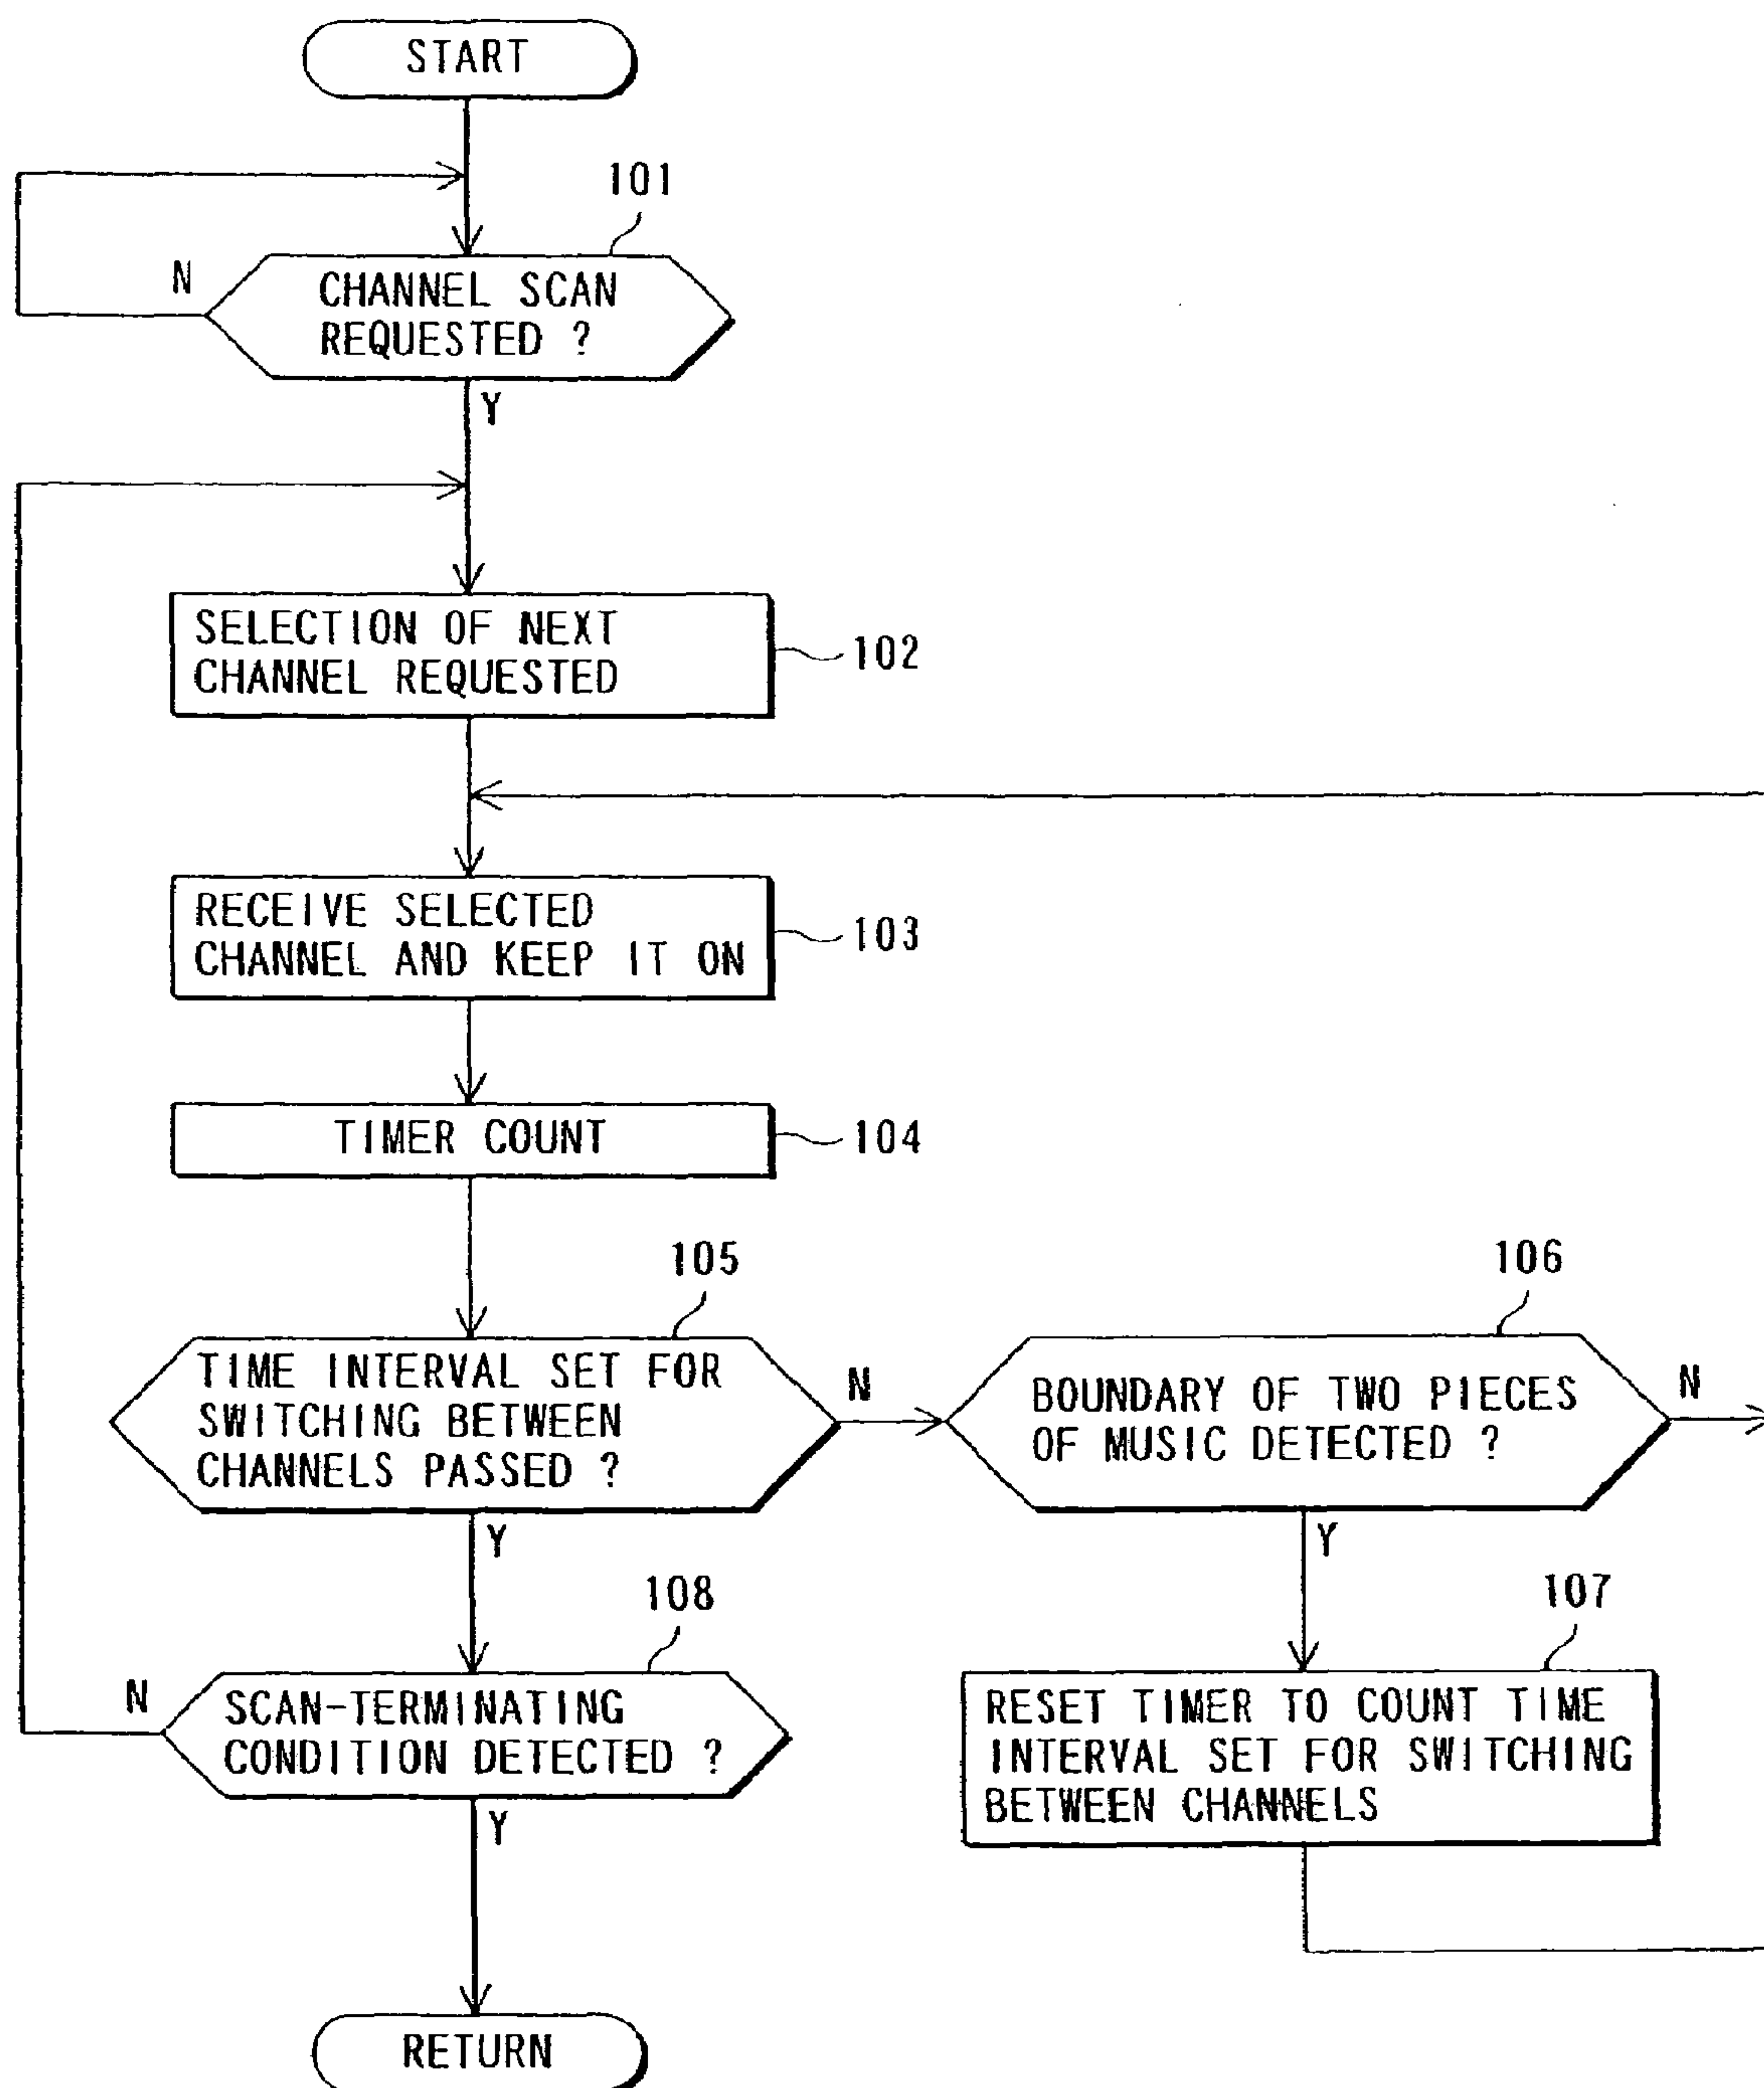 START
101
N
CHANNEL SCAN
REQUESTED ?
Y
SELECTION OF NEXT
CHANNEL REQUESTED
102
RECEIVE SELECTED
CHANNEL AND KEEP IT ON
103
TIMER COUNT
104
105
TIME INTERVAL SET FOR
SWITCHING BETWEEN
CHANNELS PASSED ?
N
Y
106
BOUNDARY OF TWO PIECES
OF MUSIC DETECTED ?
N
Y
107
RESET TIMER TO COUNT TIME
INTERVAL SET FOR SWITCHING
BETWEEN CHANNELS
108
N
SCAN-TERMINATING
CONDITION DETECTED ?
Y
RETURN